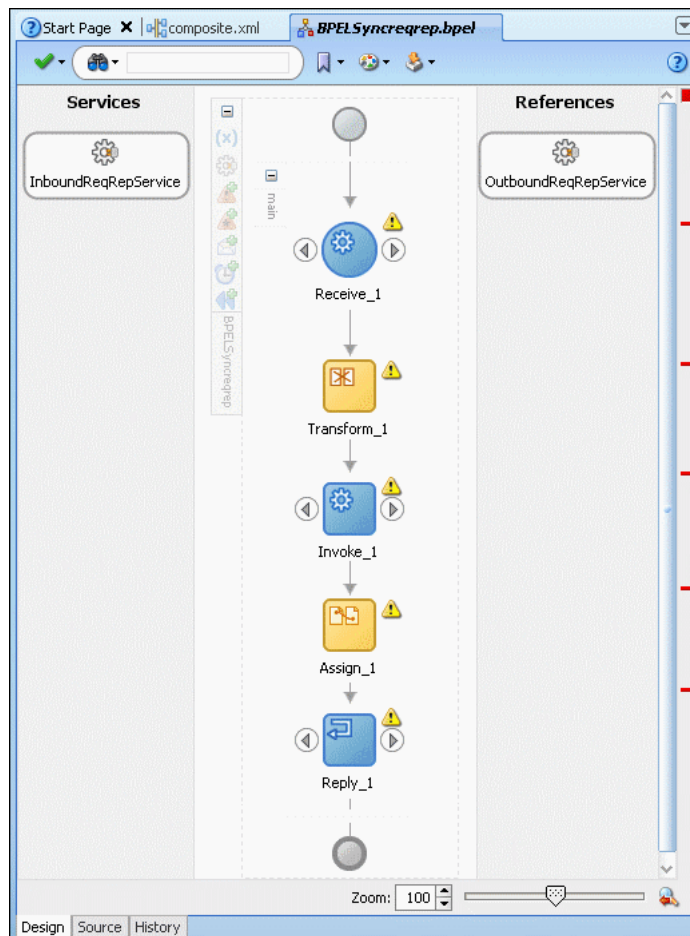 Start Page
composite.xml
BPELSyncreqrep.bpel
Services
References
InboundReqRepService
OutboundReqRepService
(x)
main
BPELSyncreqrep
Receive_1
Transform_1
Invoke_1
Assign_1
Reply_1
Zoom: 100
Design Source History